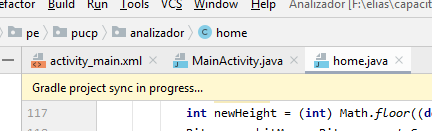 efactor Build Run Tools VCS Window Help Analizador [F:\elias\capacit
pe pucp analizador home
activity_main.xml MainActivity.java home.java
Gradle project sync in progress...
117 int newHeight = (int) Math.floor((do